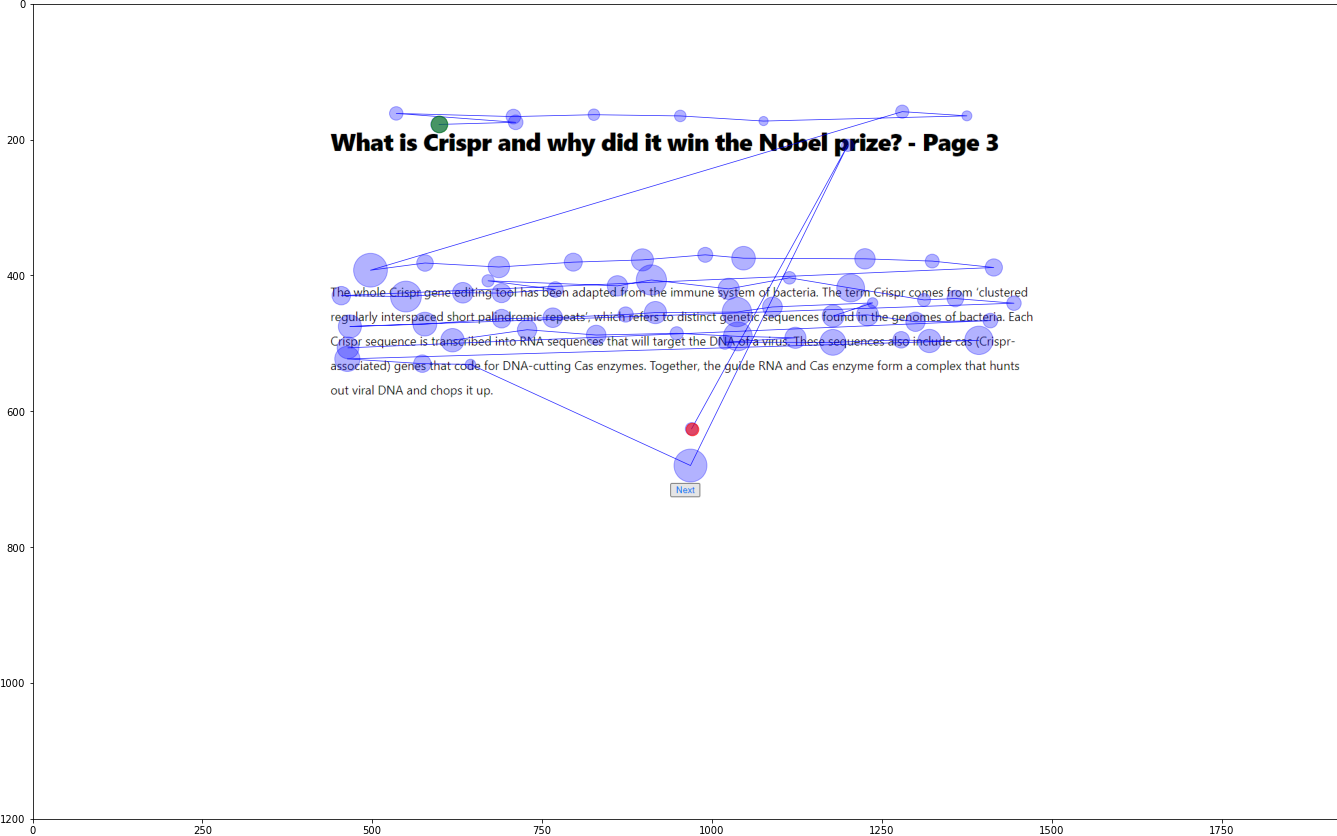 What is Crispr and why did it win the Nobel prize? - Page 3
The whole Crispr gene editing tool has been adapted from the immune system of bacteria. The term Crispr comes from 'clustered
regularly interspaced short palindromic repeats', which refers to distinct genetic sequences found in the genomes of bacteria. Each
Crispr sequence is transcribed into RNA sequences that will target the DNA of a virus. These sequences also include cas (Crispr-
associated) genes that code for DNA-cutting Cas enzymes. Together, the guide RNA and Cas enzyme form a complex that hunts
out viral DNA and chops it up.
Next
0
200
400
600
800
1000
1200
0 250 500 750 1000 1250 1500 1750